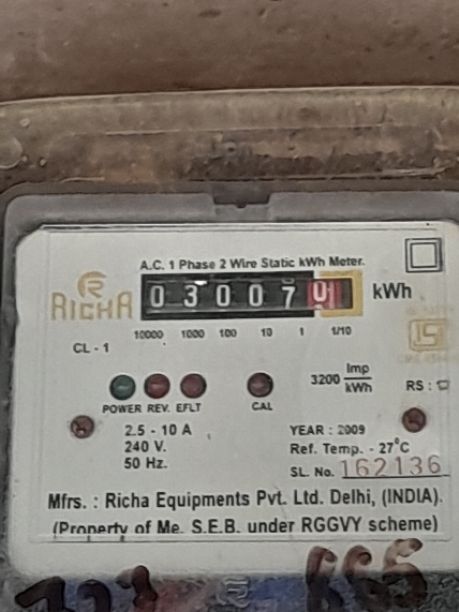 A.C. 1 Phase 2 Wire Static kWh Meter.
RICHA
0 3 0 0 7 0 kWh
10000 1000 100 10 1 1/10
CL - 1
3200 Imp/kWh
RS :
POWER REV. EFLT CAL
2.5 - 10 A
240 V.
50 Hz.
YEAR : 2009
Ref. Temp. - 27°C
SL. No. 162136
Mfrs. : Richa Equipments Pvt. Ltd. Delhi, (INDIA).
(Property of Me. S.E.B. under RGGVY scheme)